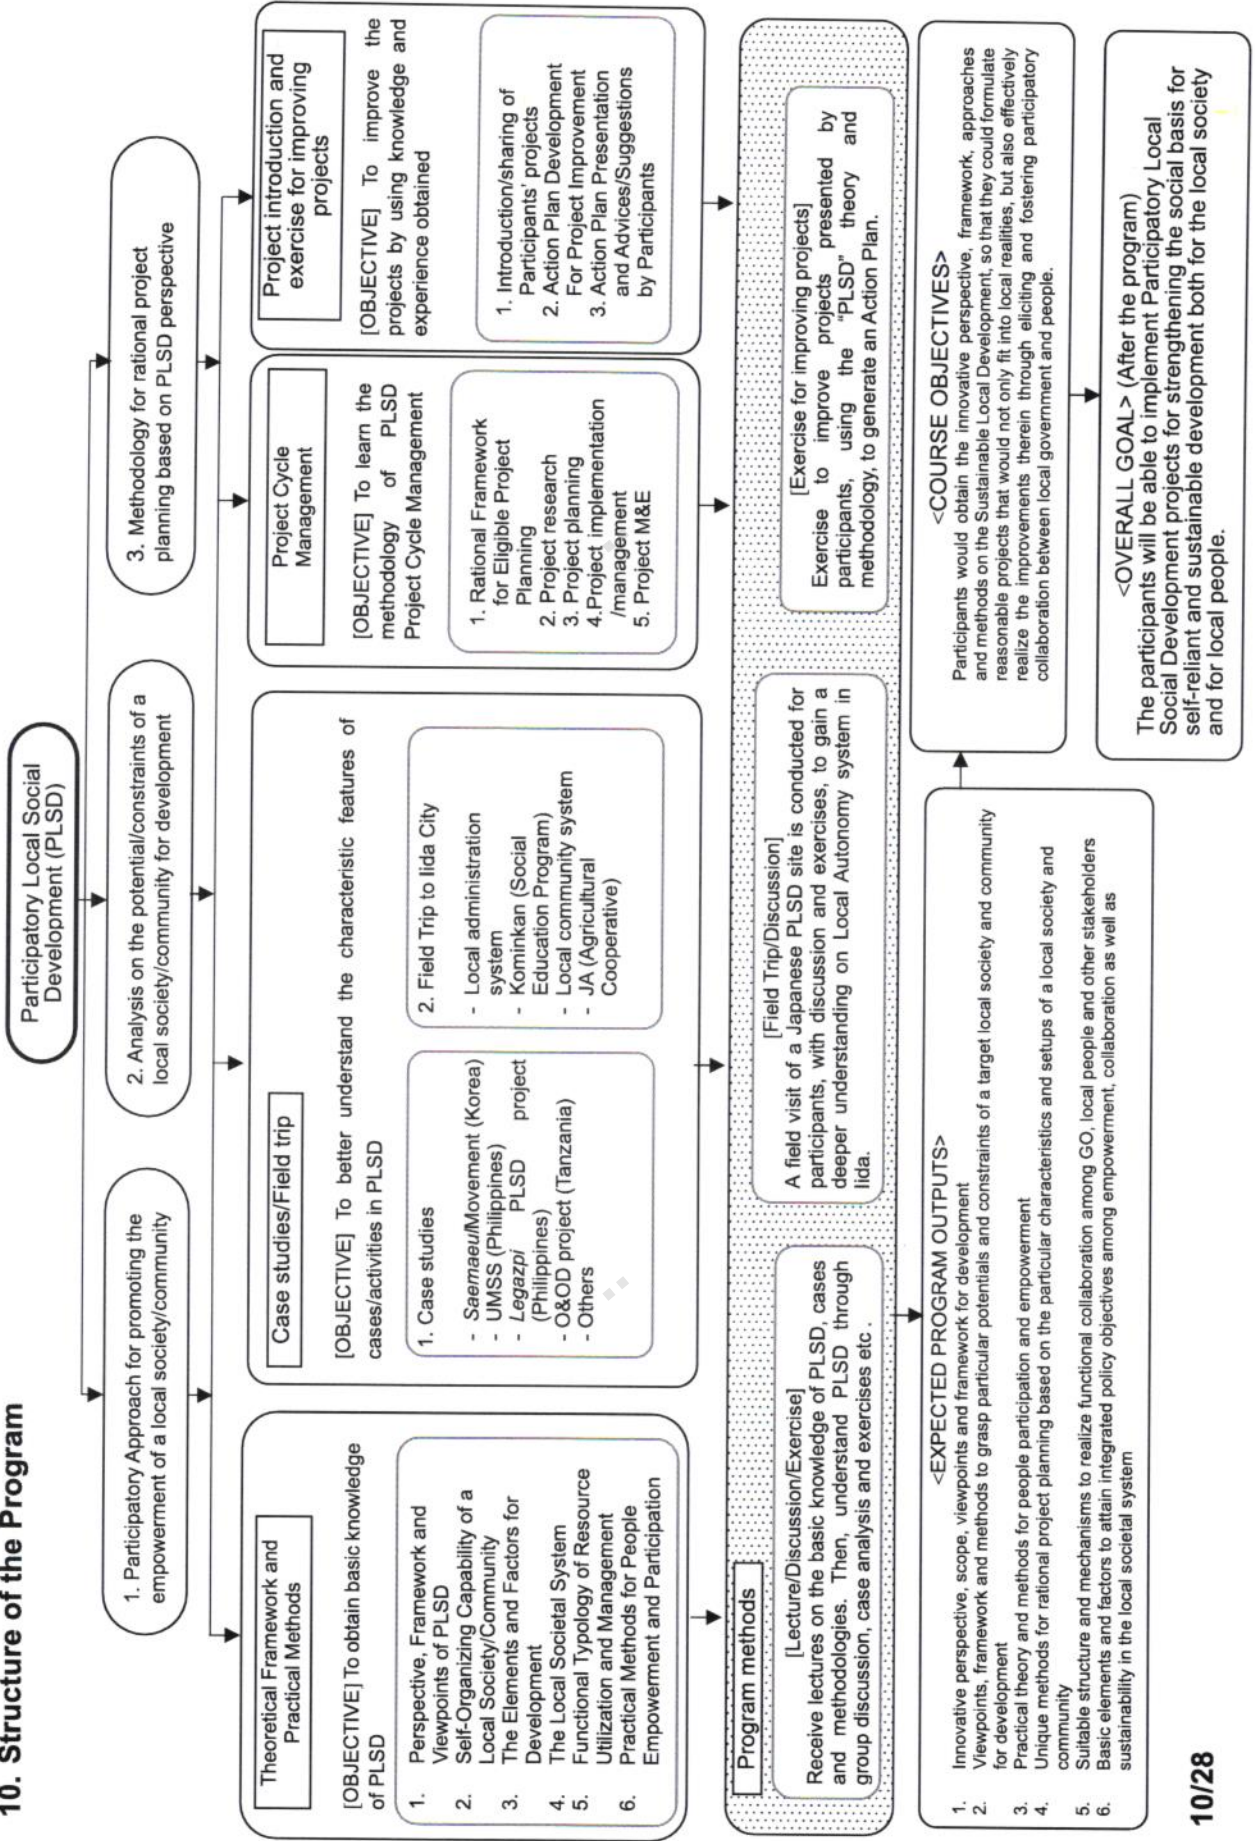 10. Structure of the Program
Participatory Local Social
Development (PLSD)
1. Participatory Approach for promoting the
empowerment of a local society/community
2. Analysis on the potential/constraints of a
local society/community for development
3. Methodology for rational project
planning based on PLSD perspective
Theoretical Framework and
Practical Methods
[OBJECTIVE] To obtain basic knowledge
of PLSD
1. Perspective, Framework and
Viewpoints of PLSD
2. Self-Organizing Capability of a
Local Society/Community
3. The Elements and Factors for
Development
4. The Local Societal System
5. Functional Typology of Resource
Utilization and Management
6. Practical Methods for People
Empowerment and Participation
Case studies/Field trip
[OBJECTIVE] To better understand the characteristic features of
cases/activities in PLSD
1. Case studies
- SaemaeulMovement (Korea)
- UMSS (Philippines)
- Legazpi PLSD project
(Philippines)
- O&OD project (Tanzania)
- Others
2. Field Trip to Iida City
- Local administration
system
- Kominkan (Social
Education Program)
- Local community system
- JA (Agricultural
Cooperative)
Project Cycle
Management
[OBJECTIVE] To learn the
methodology of PLSD
Project Cycle Management
1. Rational Framework
for Eligible Project
Planning
2. Project research
3. Project planning
4.Project implementation
/management
5. Project M&E
Project introduction and
exercise for improving
projects
[OBJECTIVE] To improve the
projects by using knowledge and
experience obtained
1. Introduction/sharing of
Participants' projects
2. Action Plan Development
For Project Improvement
3. Action Plan Presentation
and Advices/Suggestions
by Participants
Program methods
[Lecture/Discussion/Exercise]
Receive lectures on the basic knowledge of PLSD, cases
and methodologies. Then, understand PLSD through
group discussion, case analysis and exercises etc .
[Field Trip/Discussion]
A field visit of a Japanese PLSD site is conducted for
participants, with discussion and exercises, to gain a
deeper understanding on Local Autonomy system in
Iida.
[Exercise for improving projects]
Exercise to improve projects presented by
participants, using the "PLSD" theory and
methodology, to generate an Action Plan.
<EXPECTED PROGRAM OUTPUTS>
1. Innovative perspective, scope, viewpoints and framework for development
2. Viewpoints, framework and methods to grasp particular potentials and constraints of a target local society and community
for development
3. Practical theory and methods for people participation and empowerment
4. Unique methods for rational project planning based on the particular characteristics and setups of a local society and
community
5. Suitable structure and mechanisms to realize functional collaboration among GO, local people and other stakeholders
6. Basic elements and factors to attain integrated policy objectives among empowerment, collaboration as well as
sustainability in the local societal system
<COURSE OBJECTIVES>
Participants would obtain the innovative perspective, framework, approaches
and methods on the Sustainable Local Development, so that they could formulate
reasonable projects that would not only fit into local realities, but also effectively
realize the improvements therein through eliciting and fostering participatory
collaboration between local government and people.
<OVERALL GOAL> (After the program)
The participants will be able to implement Participatory Local
Social Development projects for strengthening the social basis for
self-reliant and sustainable development both for the local society
and for local people.
10/28